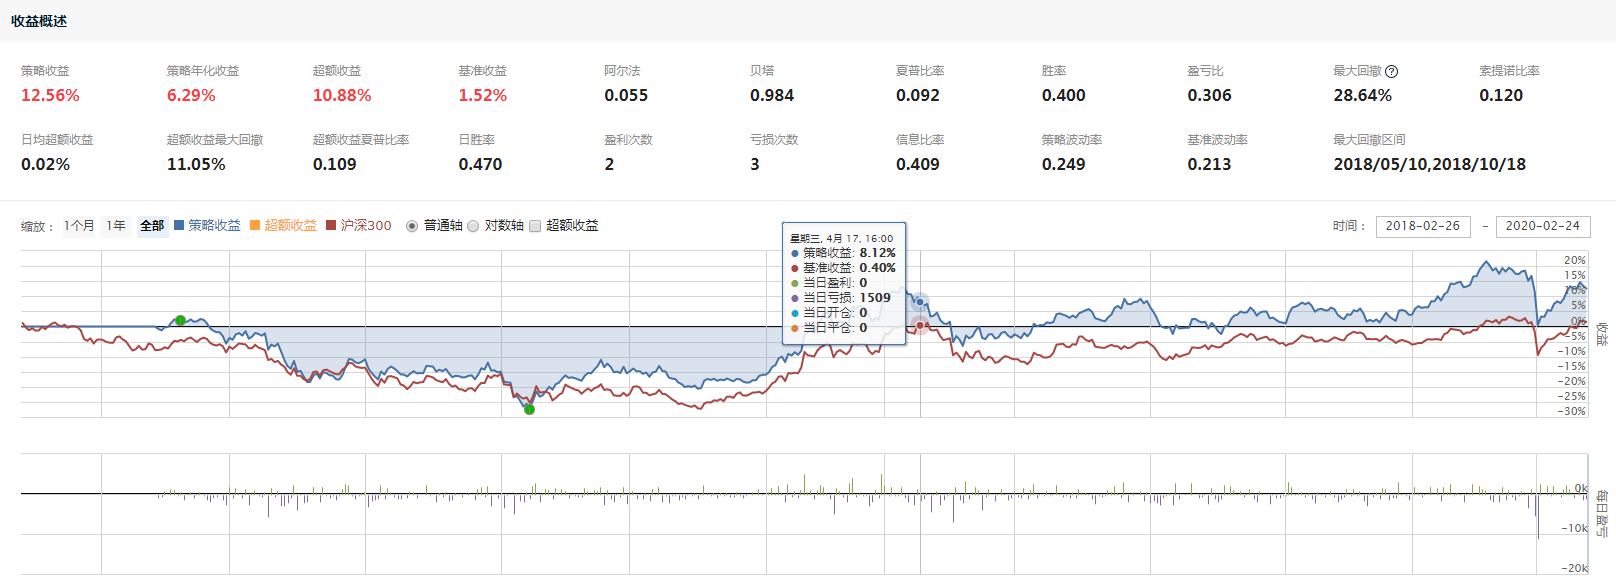 收益概述
策略收益 策略年化收益 超额收益 基准收益 阿尔法 贝塔 夏普比率 胜率 盈亏比 最大回撤 ? 索提诺比率
12.56% 6.29% 10.88% 1.52% 0.055 0.984 0.092 0.400 0.306 28.64% 0.120
日均超额收益 超额收益最大回撤 超额收益夏普比率 日胜率 盈利次数 亏损次数 信息比率 策略波动率 基准波动率 最大回撤区间
0.02% 11.05% 0.109 0.470 2 3 0.409 0.249 0.213 2018/05/10,2018/10/18
缩放： 1个月 1年 全部 策略收益 超额收益 沪深300 普通轴 对数轴 超额收益 时间： 2018-02-26 - 2020-02-24
星期三, 4月 17, 16:00
策略收益: 8.12%
基准收益: 0.40%
当日盈利: 0
当日亏损: 1509
当日开仓: 0
当日平仓: 0
20%
15%
10%
5%
0%
-5%
-10%
-15%
-20%
-25%
-30%
收益
0k
-10k
-20k
每日盈亏